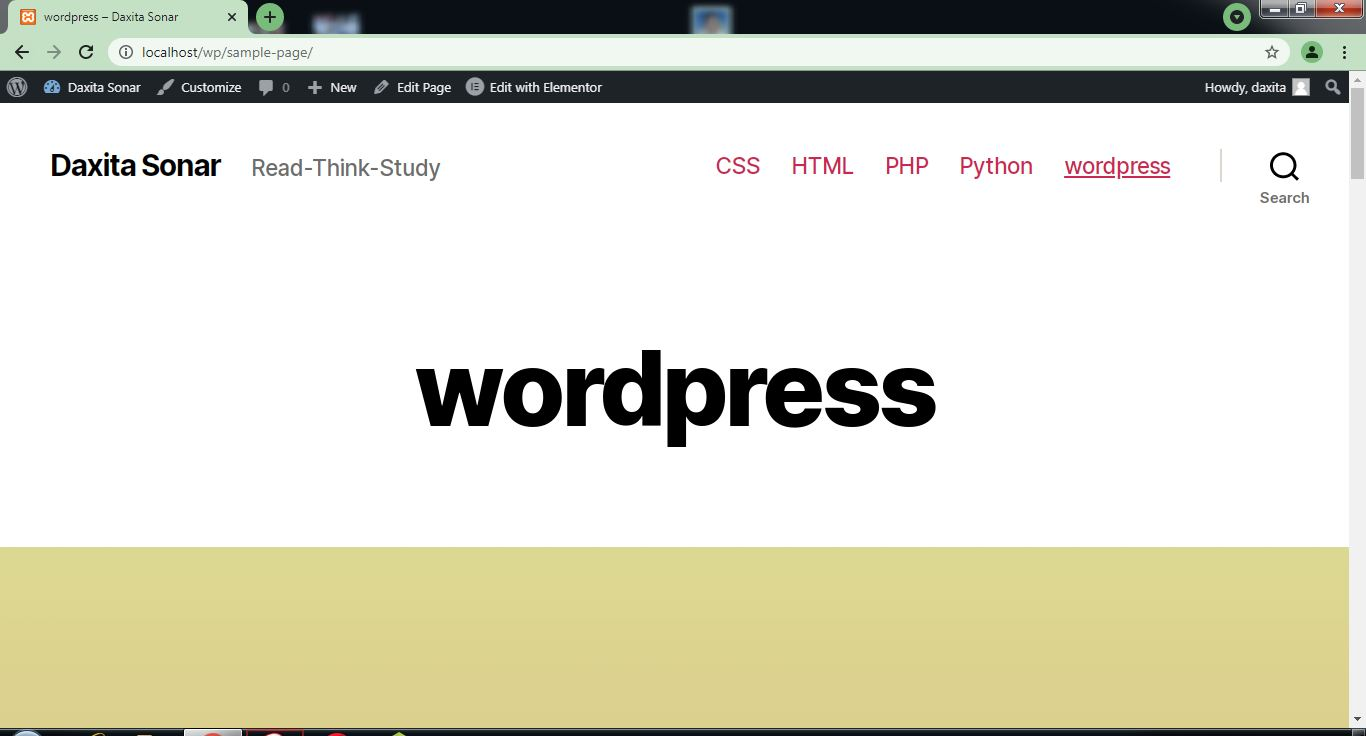 wordpress – Daxita Sonar
localhost/wp/sample-page/
Daxita Sonar Customize 0 New Edit Page Edit with Elementor Howdy, daxita
Daxita Sonar Read-Think-Study CSS HTML PHP Python wordpress
Search
wordpress